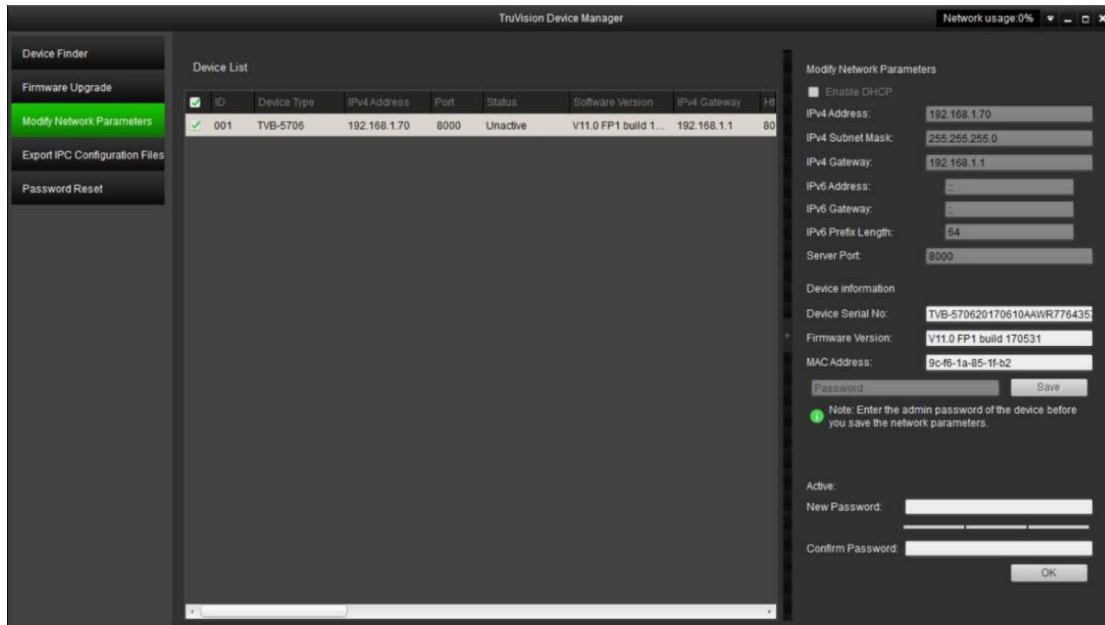 TruVision Device Manager
Network usage:0%
Device Finder
Firmware Upgrade
Modify Network Parameters
Export IPC Configuration Files
Password Reset
Device List
ID Device Type IPv4 Address Port Status Software Version IPv4 Gateway Ht
001 TVB-5706 192.168.1.70 8000 Unactive V11.0 FP1 build 1... 192.168.1.1 80
Modify Network Parameters
Enable DHCP
IPv4 Address: 192.168.1.70
IPv4 Subnet Mask: 255.255.255.0
IPv4 Gateway: 192.168.1.1
IPv6 Address: ::
IPv6 Gateway: ::
IPv6 Prefix Length: 64
Server Port: 8000
Device information
Device Serial No: TVB-570620170610AAWR776435
Firmware Version: V11.0 FP1 build 170531
MAC Address: 9c-f6-1a-85-1f-b2
Password Save
Note: Enter the admin password of the device before
you save the network parameters.
Active:
New Password:
Confirm Password:
OK